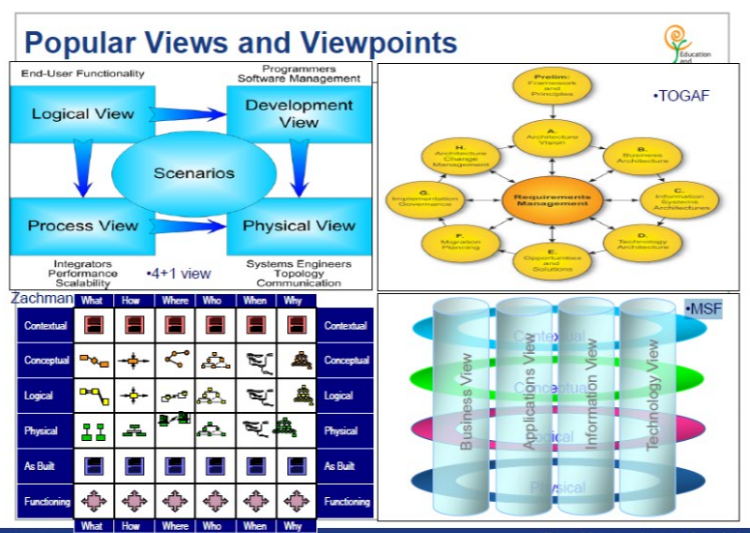 Popular Views and Viewpoints
Education
and
End-User Functionality
Programmers
Software Management
Logical View
Development
View
Scenarios
Process View
Physical View
Integrators
Performance
Scalability
•4+1 view
Systems Engineers
Topology
Communication
•TOGAF
Prelim:
Framework
and
Principles
A.
Architecture
Vision
H.
Architecture
Change
Management
B.
Business
Architecture
G.
Implementation
Governance
Requirements
Management
C.
Information
Systems
Architectures
F.
Migration
Planning
D.
Technology
Architecture
E.
Opportunities
and
Solutions
Zachman
What How Where Who When Why
Contextual Contextual
Conceptual Conceptual
Logical Logical
Physical Physical
As Built As Built
Functioning Functioning
What How Where Who When Why
•MSF
Contextual
Conceptual
Logical
Physical
Business View
Applications View
Information View
Technology View